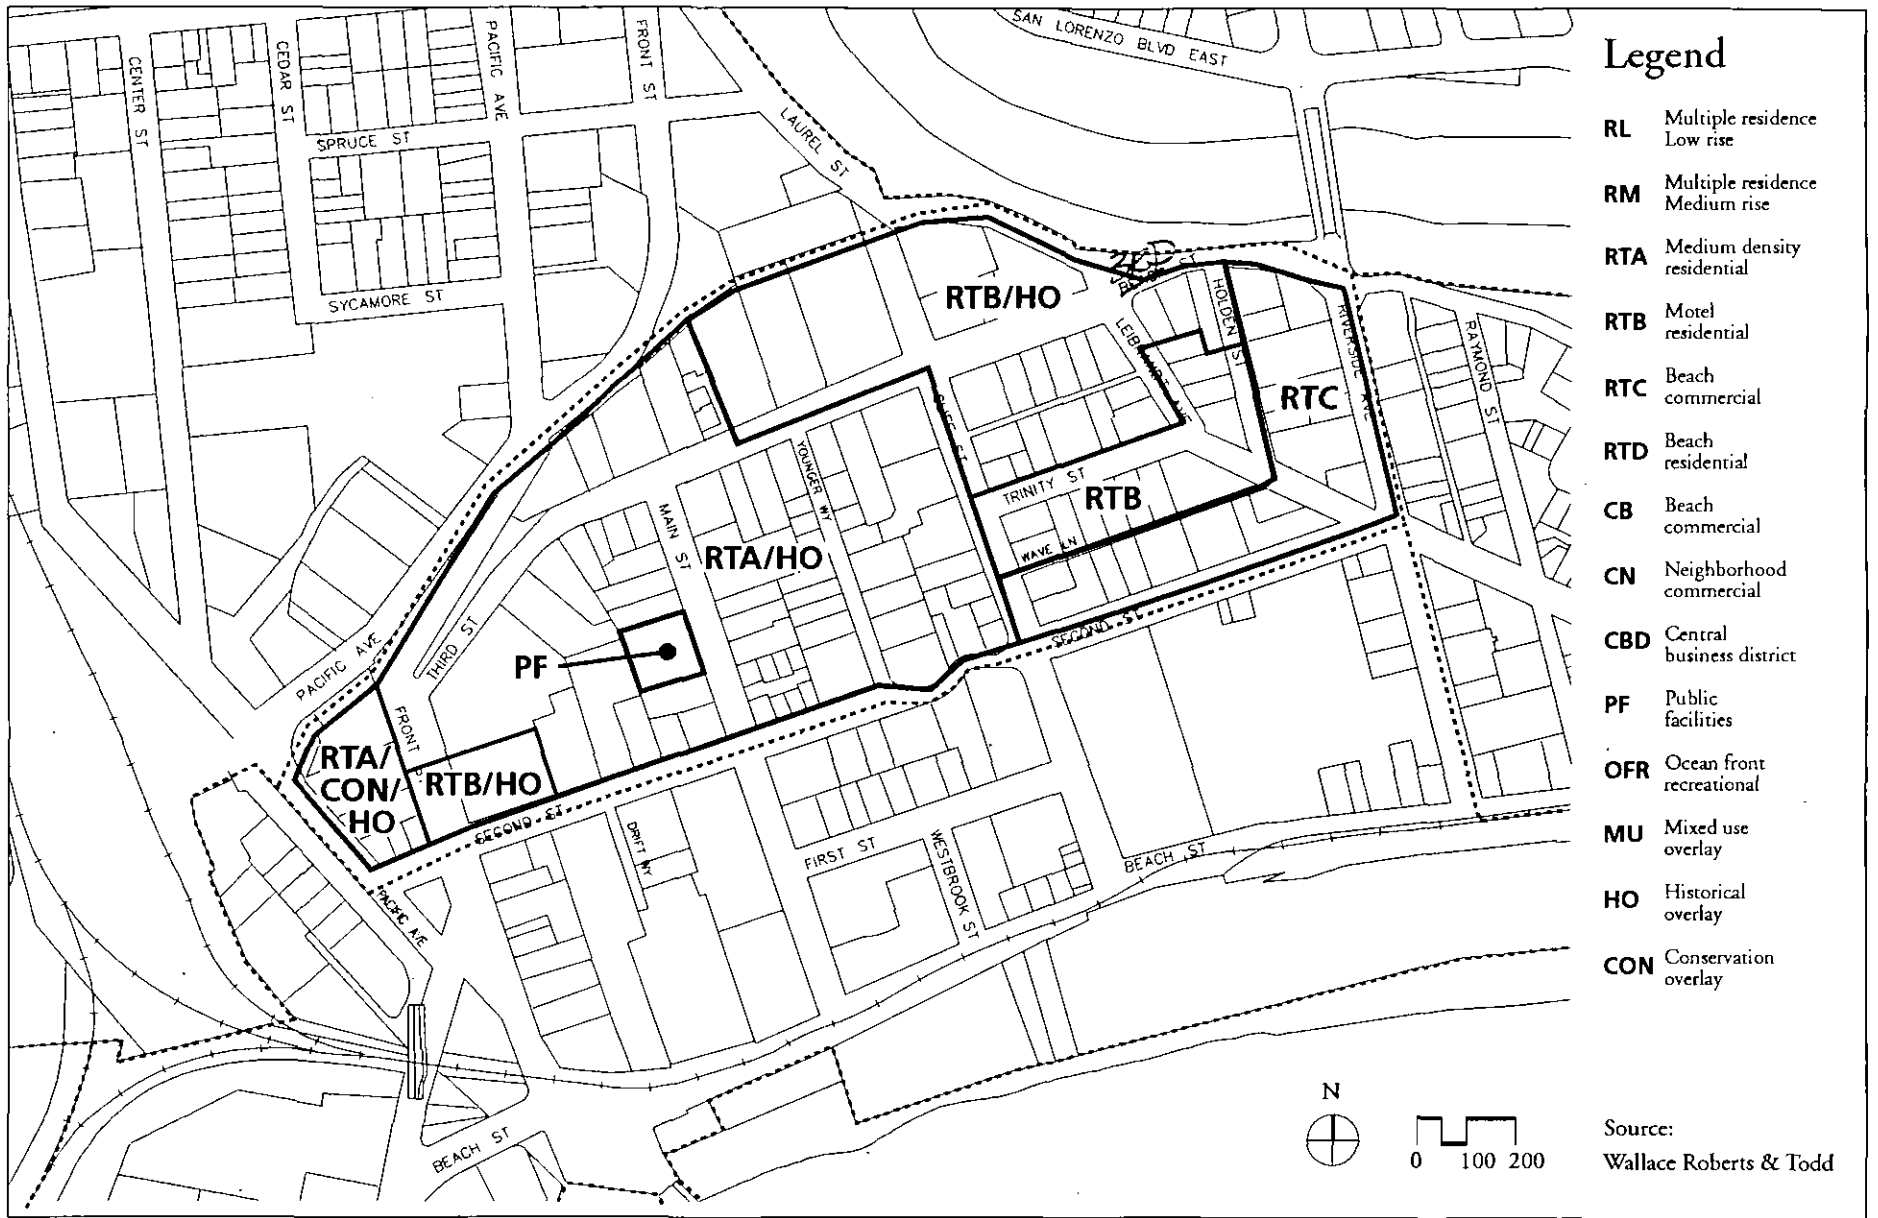 CENTER ST
CEDAR ST
PACIFIC AVE
FRONT ST
SPRUCE ST
SYCAMORE ST
LAUREL ST
SAN LORENZO BLVD EAST
RTB/HO
HOLDEN ST
LEIBRANDT AVE
RIVERSIDE AVE
RAYMOND ST
RTC
CLIFF ST
TRINITY ST
RTB
WAVE LN
YOUNGER WY
MAIN ST
RTA/HO
THIRD ST
PF
PACIFIC AVE
FRONT
RTA/
CON/
HO
RTB/HO
SECOND ST
SECOND ST
DRIFT WY
FIRST ST
WESTBROOK ST
BEACH ST
PACIFIC AVE
BEACH ST
Legend
RL Multiple residence
Low rise
RM Multiple residence
Medium rise
RTA Medium density
residential
RTB Motel
residential
RTC Beach
commercial
RTD Beach
residential
CB Beach
commercial
CN Neighborhood
commercial
CBD Central
business district
PF Public
facilities
OFR Ocean front
recreational
MU Mixed use
overlay
HO Historical
overlay
CON Conservation
overlay
N
0 100 200
Source:
Wallace Roberts & Todd